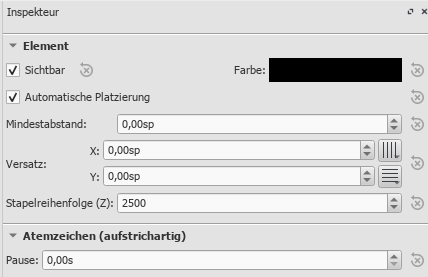 Inspekteur
Element
Sichtbar Farbe:
Automatische Platzierung
Mindestabstand: 0,00sp
Versatz: X: 0,00sp
Y: 0,00sp
Stapelreihenfolge (Z): 2500
Atemzeichen (aufstrichartig)
Pause: 0,00s